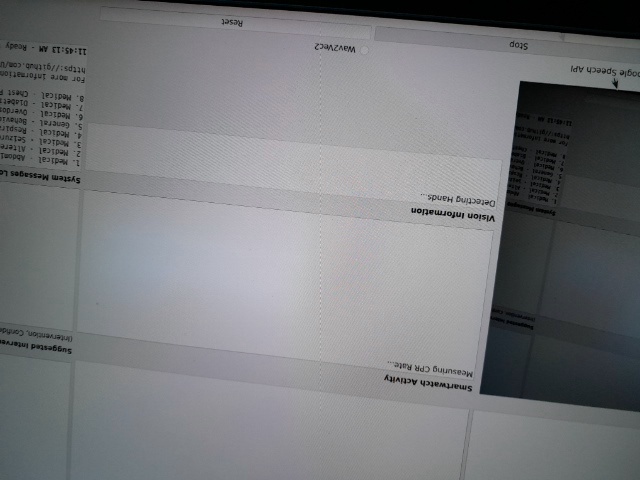 Smartwatch Activity
Measuring CPR Rate...
Suggested Interve
(Intervention, Confide
Vision Information
Detecting Hands...
System Messages Lo
1. Medical - Abdomi
2. Medical - Altere
3. Medical - Seizur
4. Medical - Respir
5. General - Behavi
6. Medical - Overdos
7. Medical - Diabet
8. Medical - Chest P
For more information
https://github.com/
11:45:13 AM - Ready
oogle Speech API
Wav2Vec2
Stop
Reset